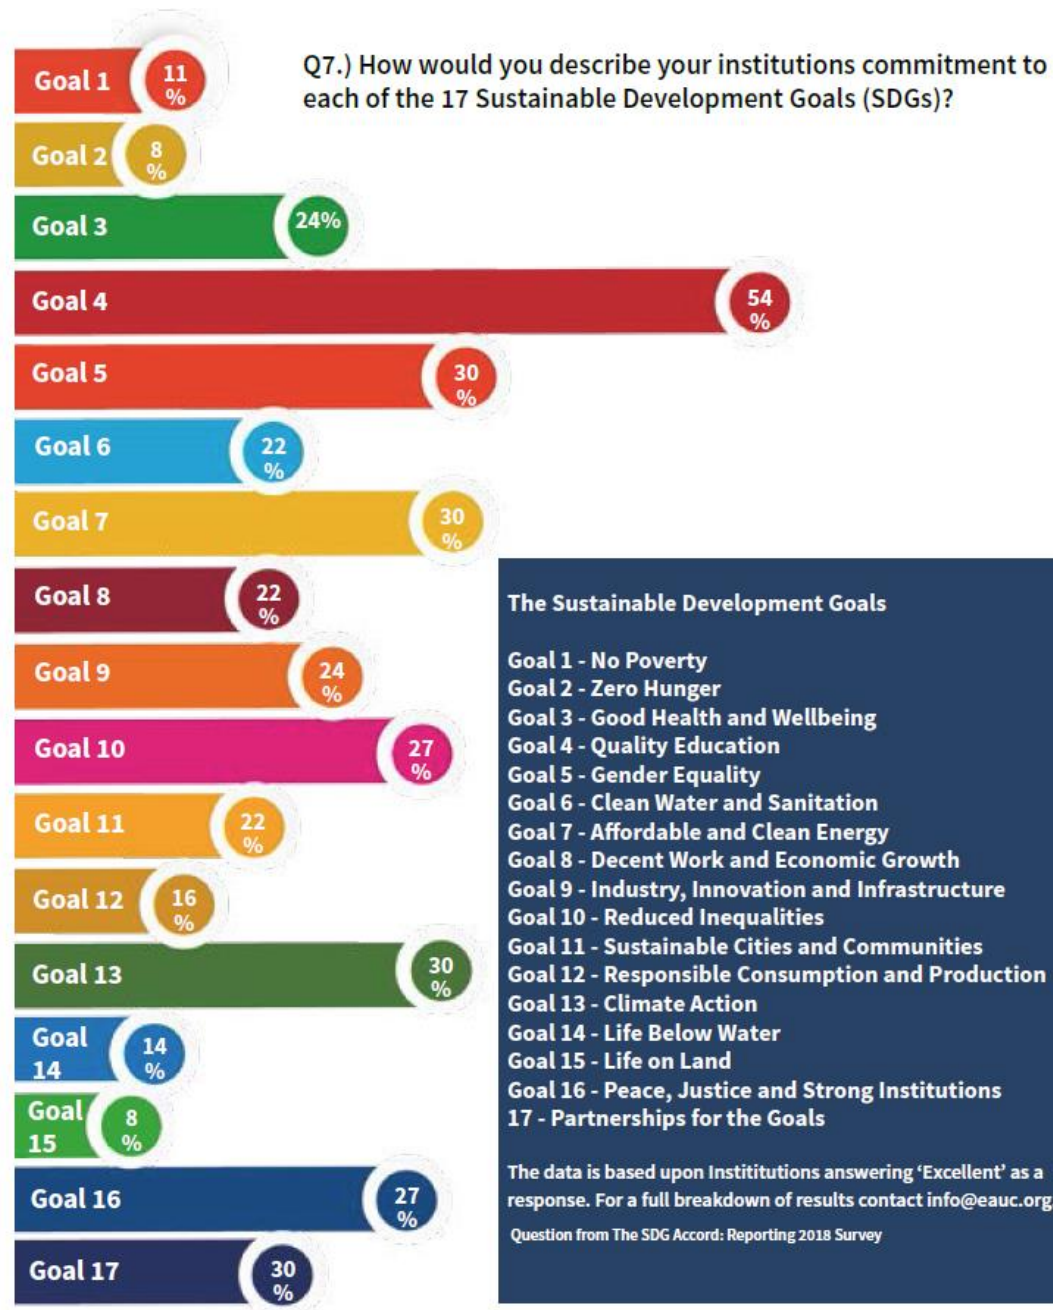 Q7.) How would you describe your institutions commitment to
each of the 17 Sustainable Development Goals (SDGs)?
Goal 1
11
%
Goal 2
8
%
Goal 3
24%
Goal 4
54
%
Goal 5
30
%
Goal 6
22
%
Goal 7
30
%
Goal 8
22
%
Goal 9
24
%
Goal 10
27
%
Goal 11
22
%
Goal 12
16
%
Goal 13
30
%
Goal
14
14
%
Goal
15
8
%
Goal 16
27
%
Goal 17
30
%
The Sustainable Development Goals
Goal 1 - No Poverty
Goal 2 - Zero Hunger
Goal 3 - Good Health and Wellbeing
Goal 4 - Quality Education
Goal 5 - Gender Equality
Goal 6 - Clean Water and Sanitation
Goal 7 - Affordable and Clean Energy
Goal 8 - Decent Work and Economic Growth
Goal 9 - Industry, Innovation and Infrastructure
Goal 10 - Reduced Inequalities
Goal 11 - Sustainable Cities and Communities
Goal 12 - Responsible Consumption and Production
Goal 13 - Climate Action
Goal 14 - Life Below Water
Goal 15 - Life on Land
Goal 16 - Peace, Justice and Strong Institutions
17 - Partnerships for the Goals
The data is based upon Instititutions answering ‘Excellent’ as a
response. For a full breakdown of results contact info@eauc.org
Question from The SDG Accord: Reporting 2018 Survey